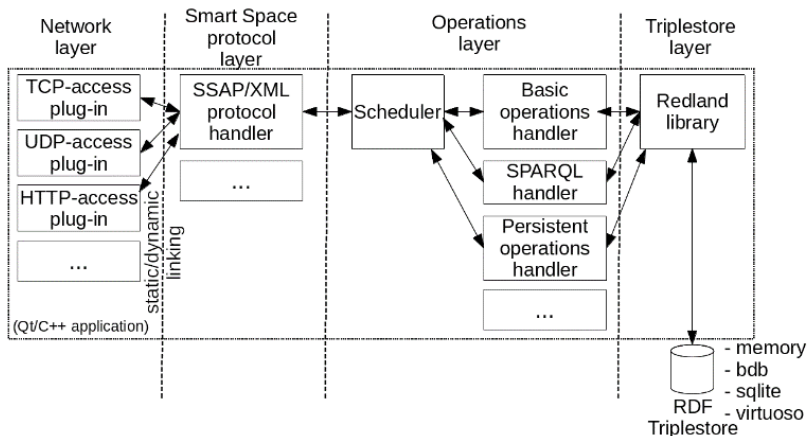 Network
layer
Smart Space
protocol
layer
Operations
layer
Triplestore
layer
TCP-access
plug-in
UDP-access
plug-in
HTTP-access
plug-in
...
(Qt/C++ application)
static/dynamic
linking
SSAP/XML
protocol
handler
...
Scheduler
Basic
operations
handler
SPARQL
handler
Persistent
operations
handler
...
Redland
library
RDF
Triplestore
- memory
- bdb
- sqlite
- virtuoso